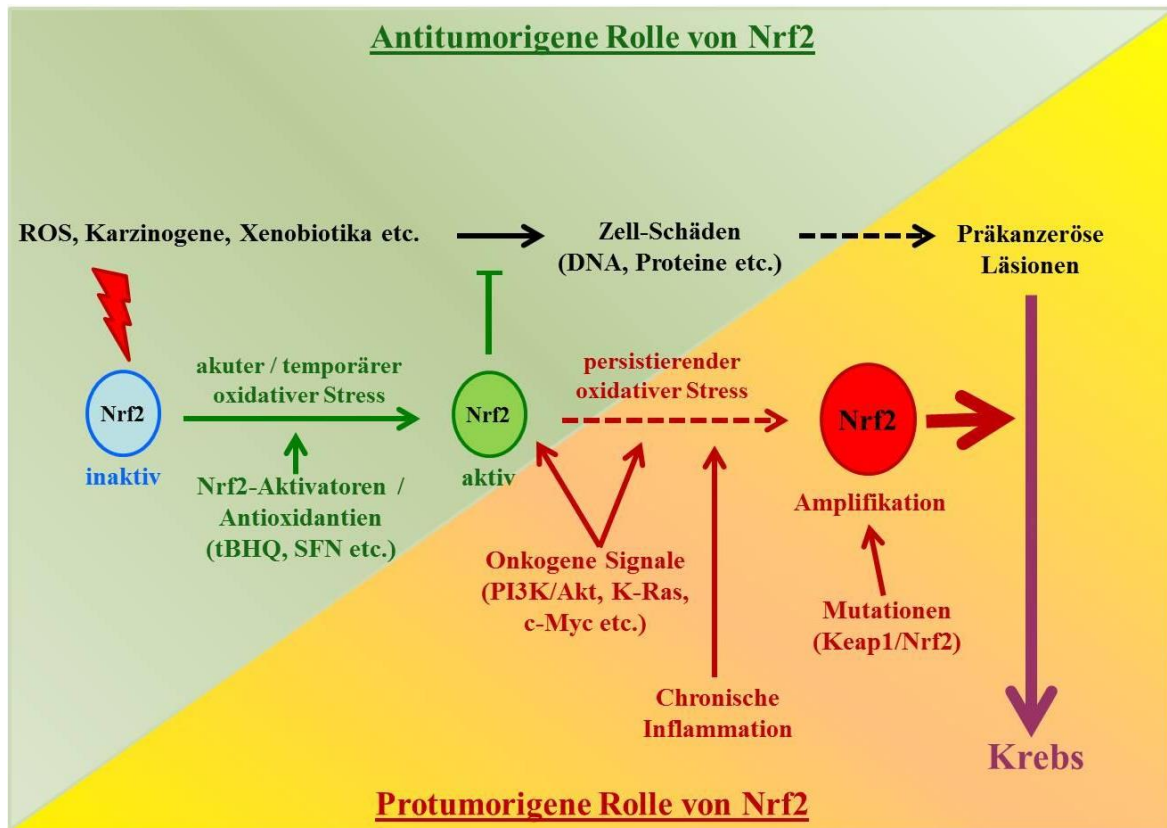 Antitumorigene Rolle von Nrf2
ROS, Karzinogene, Xenobiotika etc.
Zell-Schäden
(DNA, Proteine etc.)
Präkanzeröse
Läsionen
akuter / temporärer
oxidativer Stress
persistierender
oxidativer Stress
Nrf2
Nrf2
Nrf2
inaktiv
aktiv
Nrf2-Aktivatoren /
Antioxidantien
(tBHQ, SFN etc.)
Amplifikation
Onkogene Signale
(PI3K/Akt, K-Ras,
c-Myc etc.)
Mutationen
(Keap1/Nrf2)
Chronische
Inflammation
Krebs
Protumorigene Rolle von Nrf2